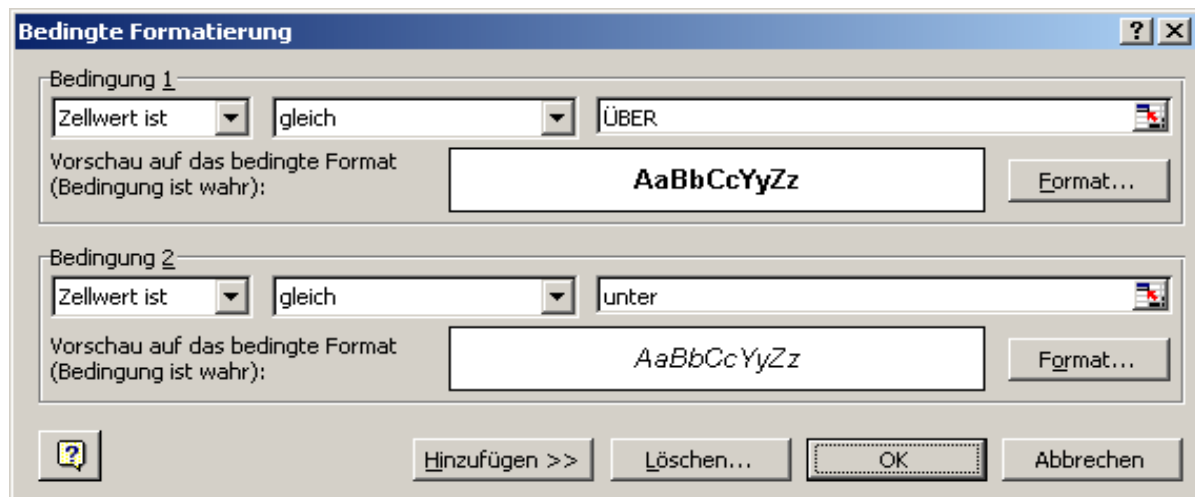 Bedingte Formatierung
Bedingung 1
Zellwert ist gleich ÜBER
Vorschau auf das bedingte Format
(Bedingung ist wahr):
AaBbCcYyZz
Format...
Bedingung 2
Zellwert ist gleich unter
Vorschau auf das bedingte Format
(Bedingung ist wahr):
AaBbCcYyZz
Format...
Hinzufügen >> Löschen... OK Abbrechen